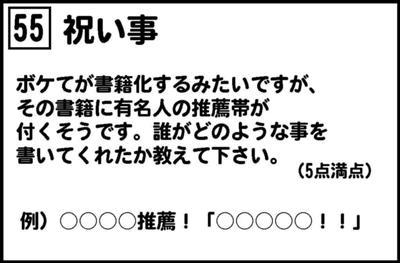 55 祝い事
ボケてが書籍化するみたいですが、
その書籍に有名人の推薦帯が
付くそうです。誰がどのような事を
書いてくれたか教えて下さい。
(5点満点)
例)○○○○推薦!「○○○○○!!」